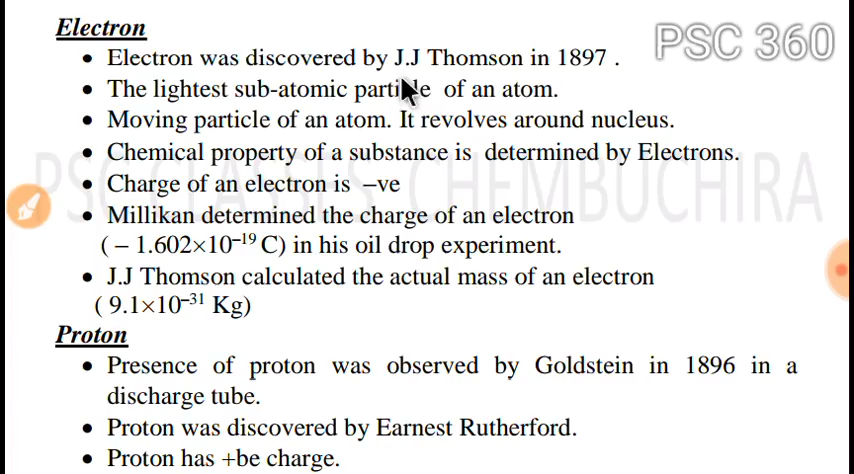 Electron
PSC 360
• Electron was discovered by J.J Thomson in 1897 .
• The lightest sub-atomic particle of an atom.
• Moving particle of an atom. It revolves around nucleus.
• Chemical property of a substance is determined by Electrons.
PSC CLASSES CHEMBUCHIRA
• Charge of an electron is –ve
• Millikan determined the charge of an electron
( – 1.602×10⁻¹⁹ C) in his oil drop experiment.
• J.J Thomson calculated the actual mass of an electron
( 9.1×10⁻³¹ Kg)
Proton
• Presence of proton was observed by Goldstein in 1896 in a
discharge tube.
• Proton was discovered by Earnest Rutherford.
• Proton has +be charge.